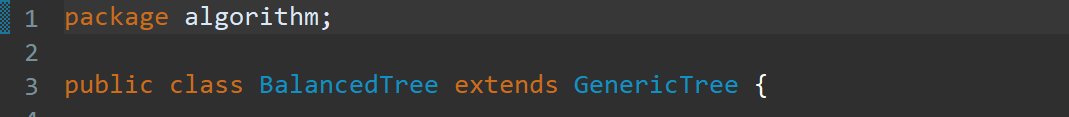 1 package algorithm;
2
3 public class BalancedTree extends GenericTree {